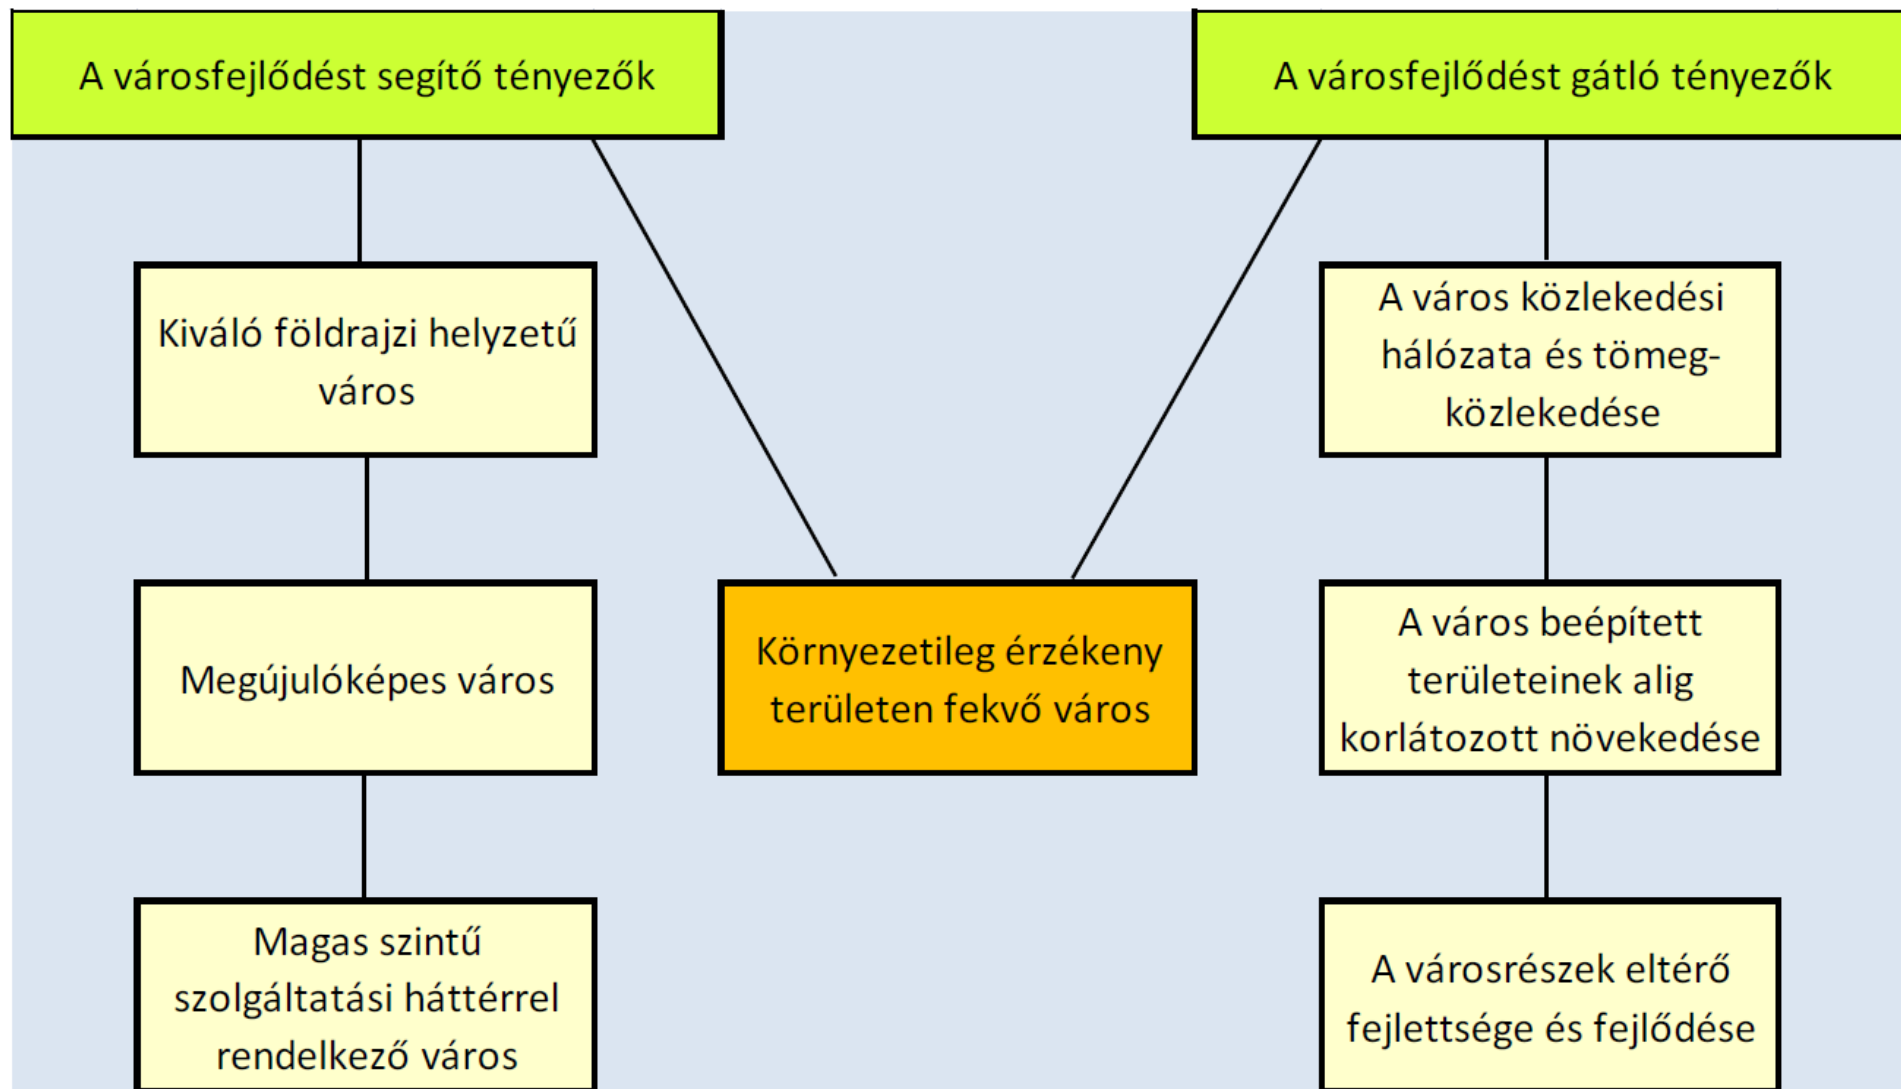 A városfejlődést segítő tényezők
A városfejlődést gátló tényezők
Kiváló földrajzi helyzetű
város
A város közlekedési
hálózata és tömeg-
közlekedése
Megújulóképes város
Környezetileg érzékeny
területen fekvő város
A város beépített
területeinek alig
korlátozott növekedése
Magas szintű
szolgáltatási háttérrel
rendelkező város
A városrészek eltérő
fejlettsége és fejlődése